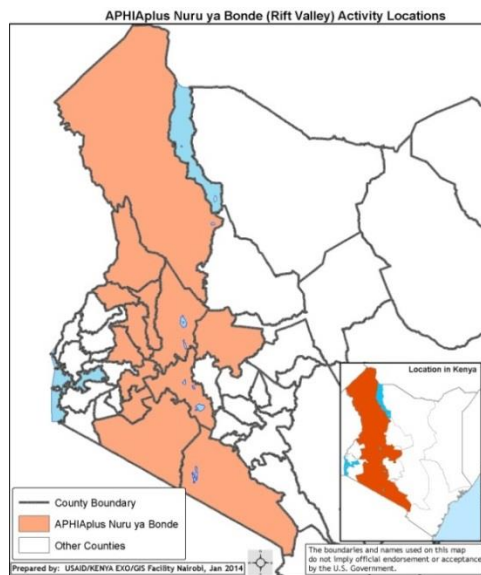 APHIAplus Nuru ya Bonde (Rift Valley) Activity Locations
Location in Kenya
County Boundary
APHIAplus Nuru ya Bonde
Other Counties
The boundaries and names used on this map
do not imply official endorsement or acceptance
by the U.S. Government.
Prepared by: USAID/KENYA EXO/GIS Facility Nairobi, Jan 2014